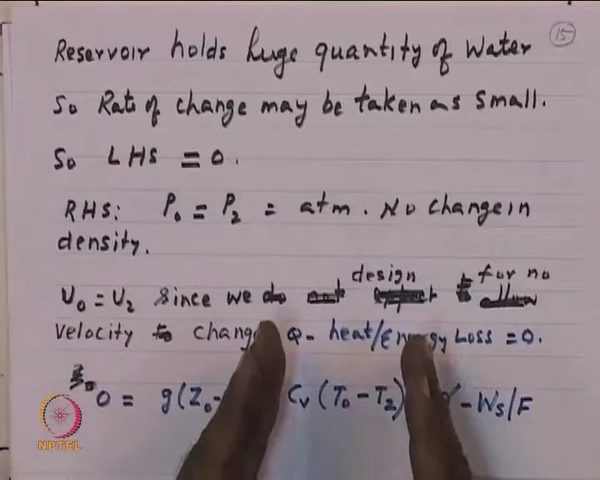 15
Reservoir holds huge quantity of water
So Rate of change may be taken as small.
So LHS = 0.
RHS: P₀ = P₂ = atm. No change in
density.
U₀ = U₂ since we design for no
velocity to change Q- heat/Energy Loss = 0.
So 0 = g(Z₀- Cv (T₀ - T₂) - Ws/F
NPTEL